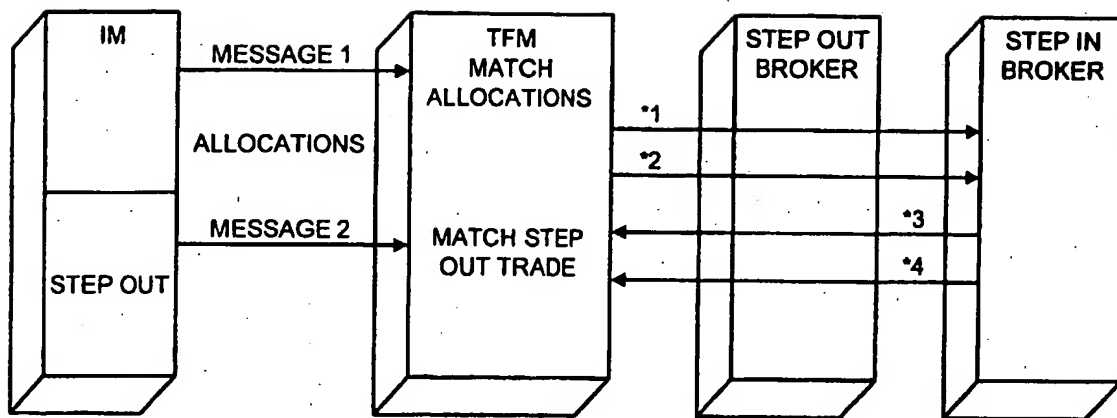 IM
MESSAGE 1
ALLOCATIONS
MESSAGE 2
STEP OUT
TFM
MATCH
ALLOCATIONS
MATCH STEP
OUT TRADE
STEP OUT
BROKER
STEP IN
BROKER
*1
*2
*3
*4